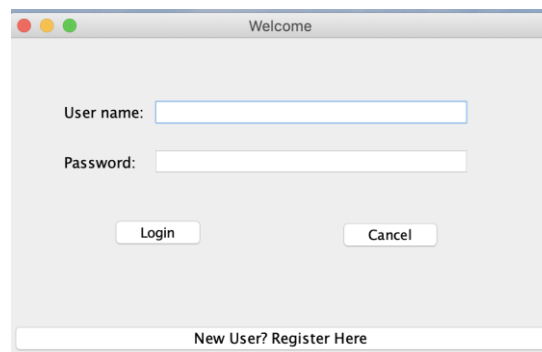 Welcome
User name:
Password:
Login Cancel
New User? Register Here